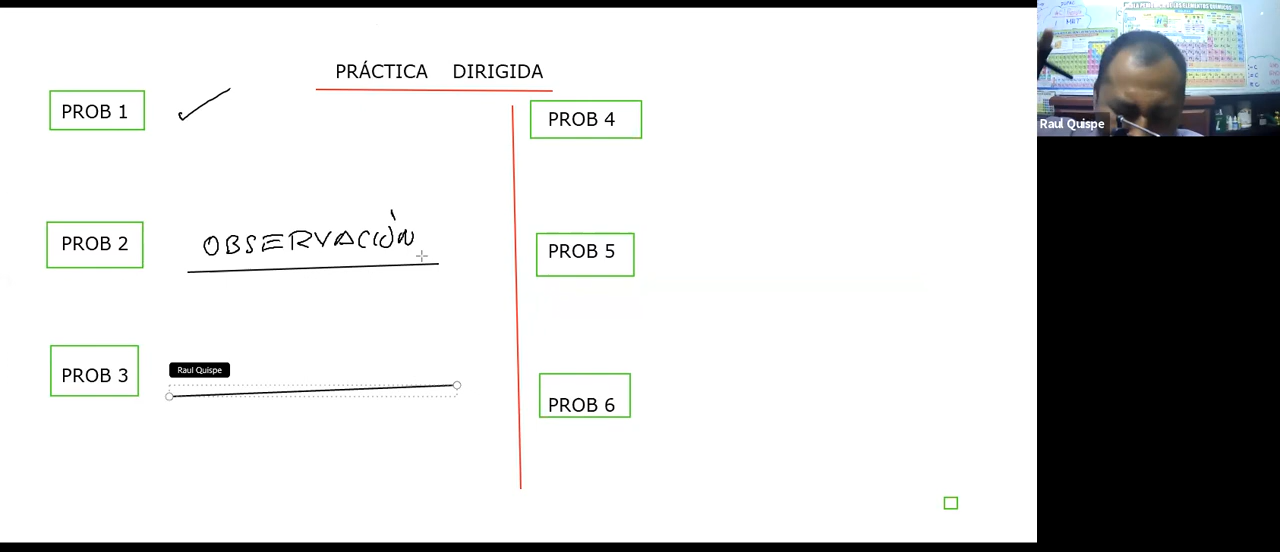 PRÁCTICA DIRIGIDA
PROB 1
PROB 2
OBSERVACIÓN
PROB 3
Raul Quispe
PROB 4
PROB 5
PROB 6
Raul Quispe